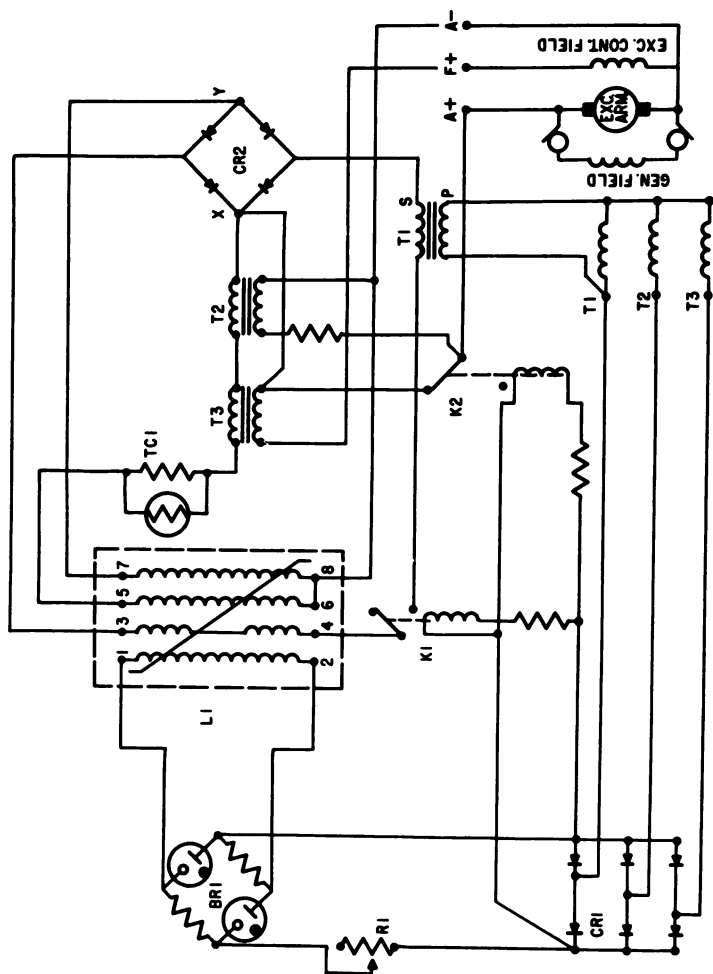 A-
F+
A+
EXC. CONT. FIELD
EXC.
ARM
GEN. FIELD
Y
CR2
X
S
P
T1
T2
T3
TC1
K2
T1
T2
T3
7
5
3
1
8
6
4
2
L1
K1
BR1
R1
CR1